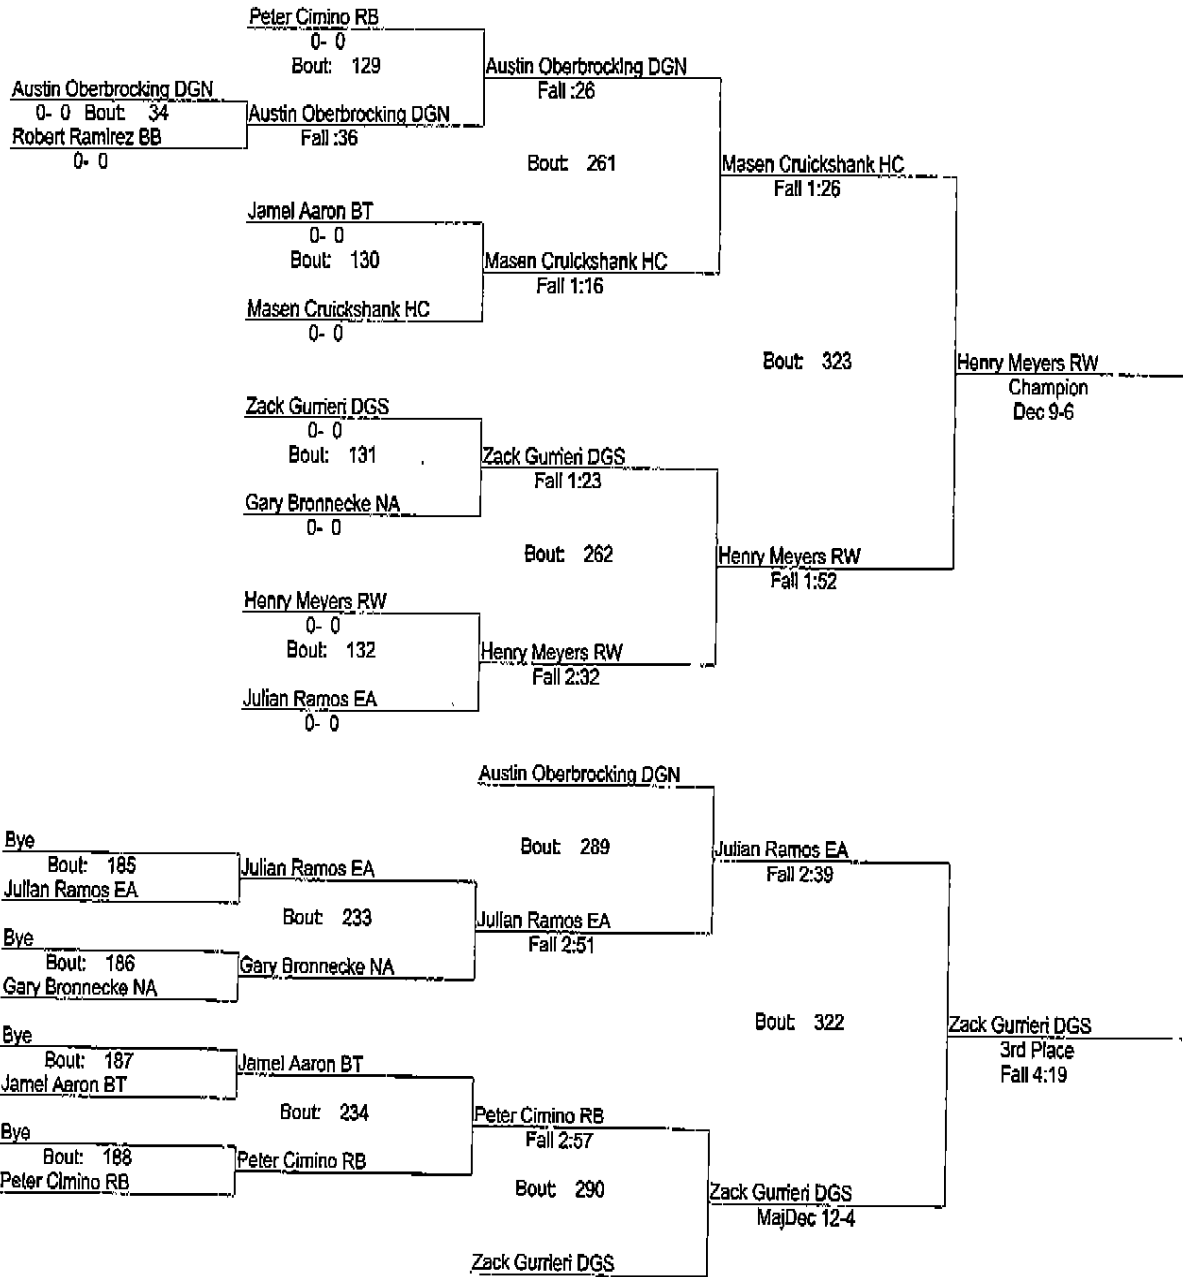 Peter Cimino RB
0- 0
Bout: 129
Austin Oberbrocking DGN
Fall :26
Austin Oberbrocking DGN
0- 0 Bout: 34
Austin Oberbrocking DGN
Fall :36
Robert Ramirez BB
0- 0
Bout: 261
Masen Cruickshank HC
Fall 1:26
Jamel Aaron BT
0- 0
Bout: 130
Masen Cruickshank HC
Fall 1:16
Masen Cruickshank HC
0- 0
Bout: 323
Henry Meyers RW
Champion
Dec 9-6
Zack Gurrieri DGS
0- 0
Bout: 131
Zack Gurrieri DGS
Fall 1:23
Gary Bronnecke NA
0- 0
Bout: 262
Henry Meyers RW
Fall 1:52
Henry Meyers RW
0- 0
Bout: 132
Henry Meyers RW
Fall 2:32
Julian Ramos EA
0- 0
Austin Oberbrocking DGN
Bye
Bout: 185
Julian Ramos EA
Julian Ramos EA
Bout: 289
Julian Ramos EA
Fall 2:39
Bout: 233
Julian Ramos EA
Fall 2:51
Bye
Bout: 186
Gary Bronnecke NA
Gary Bronnecke NA
Bout: 322
Zack Gurrieri DGS
3rd Place
Fall 4:19
Bye
Bout: 187
Jamel Aaron BT
Jamel Aaron BT
Bout: 234
Peter Cimino RB
Fall 2:57
Bye
Bout: 188
Peter Cimino RB
Peter Cimino RB
Bout: 290
Zack Gurrieri DGS
MajDec 12-4
Zack Gurrieri DGS